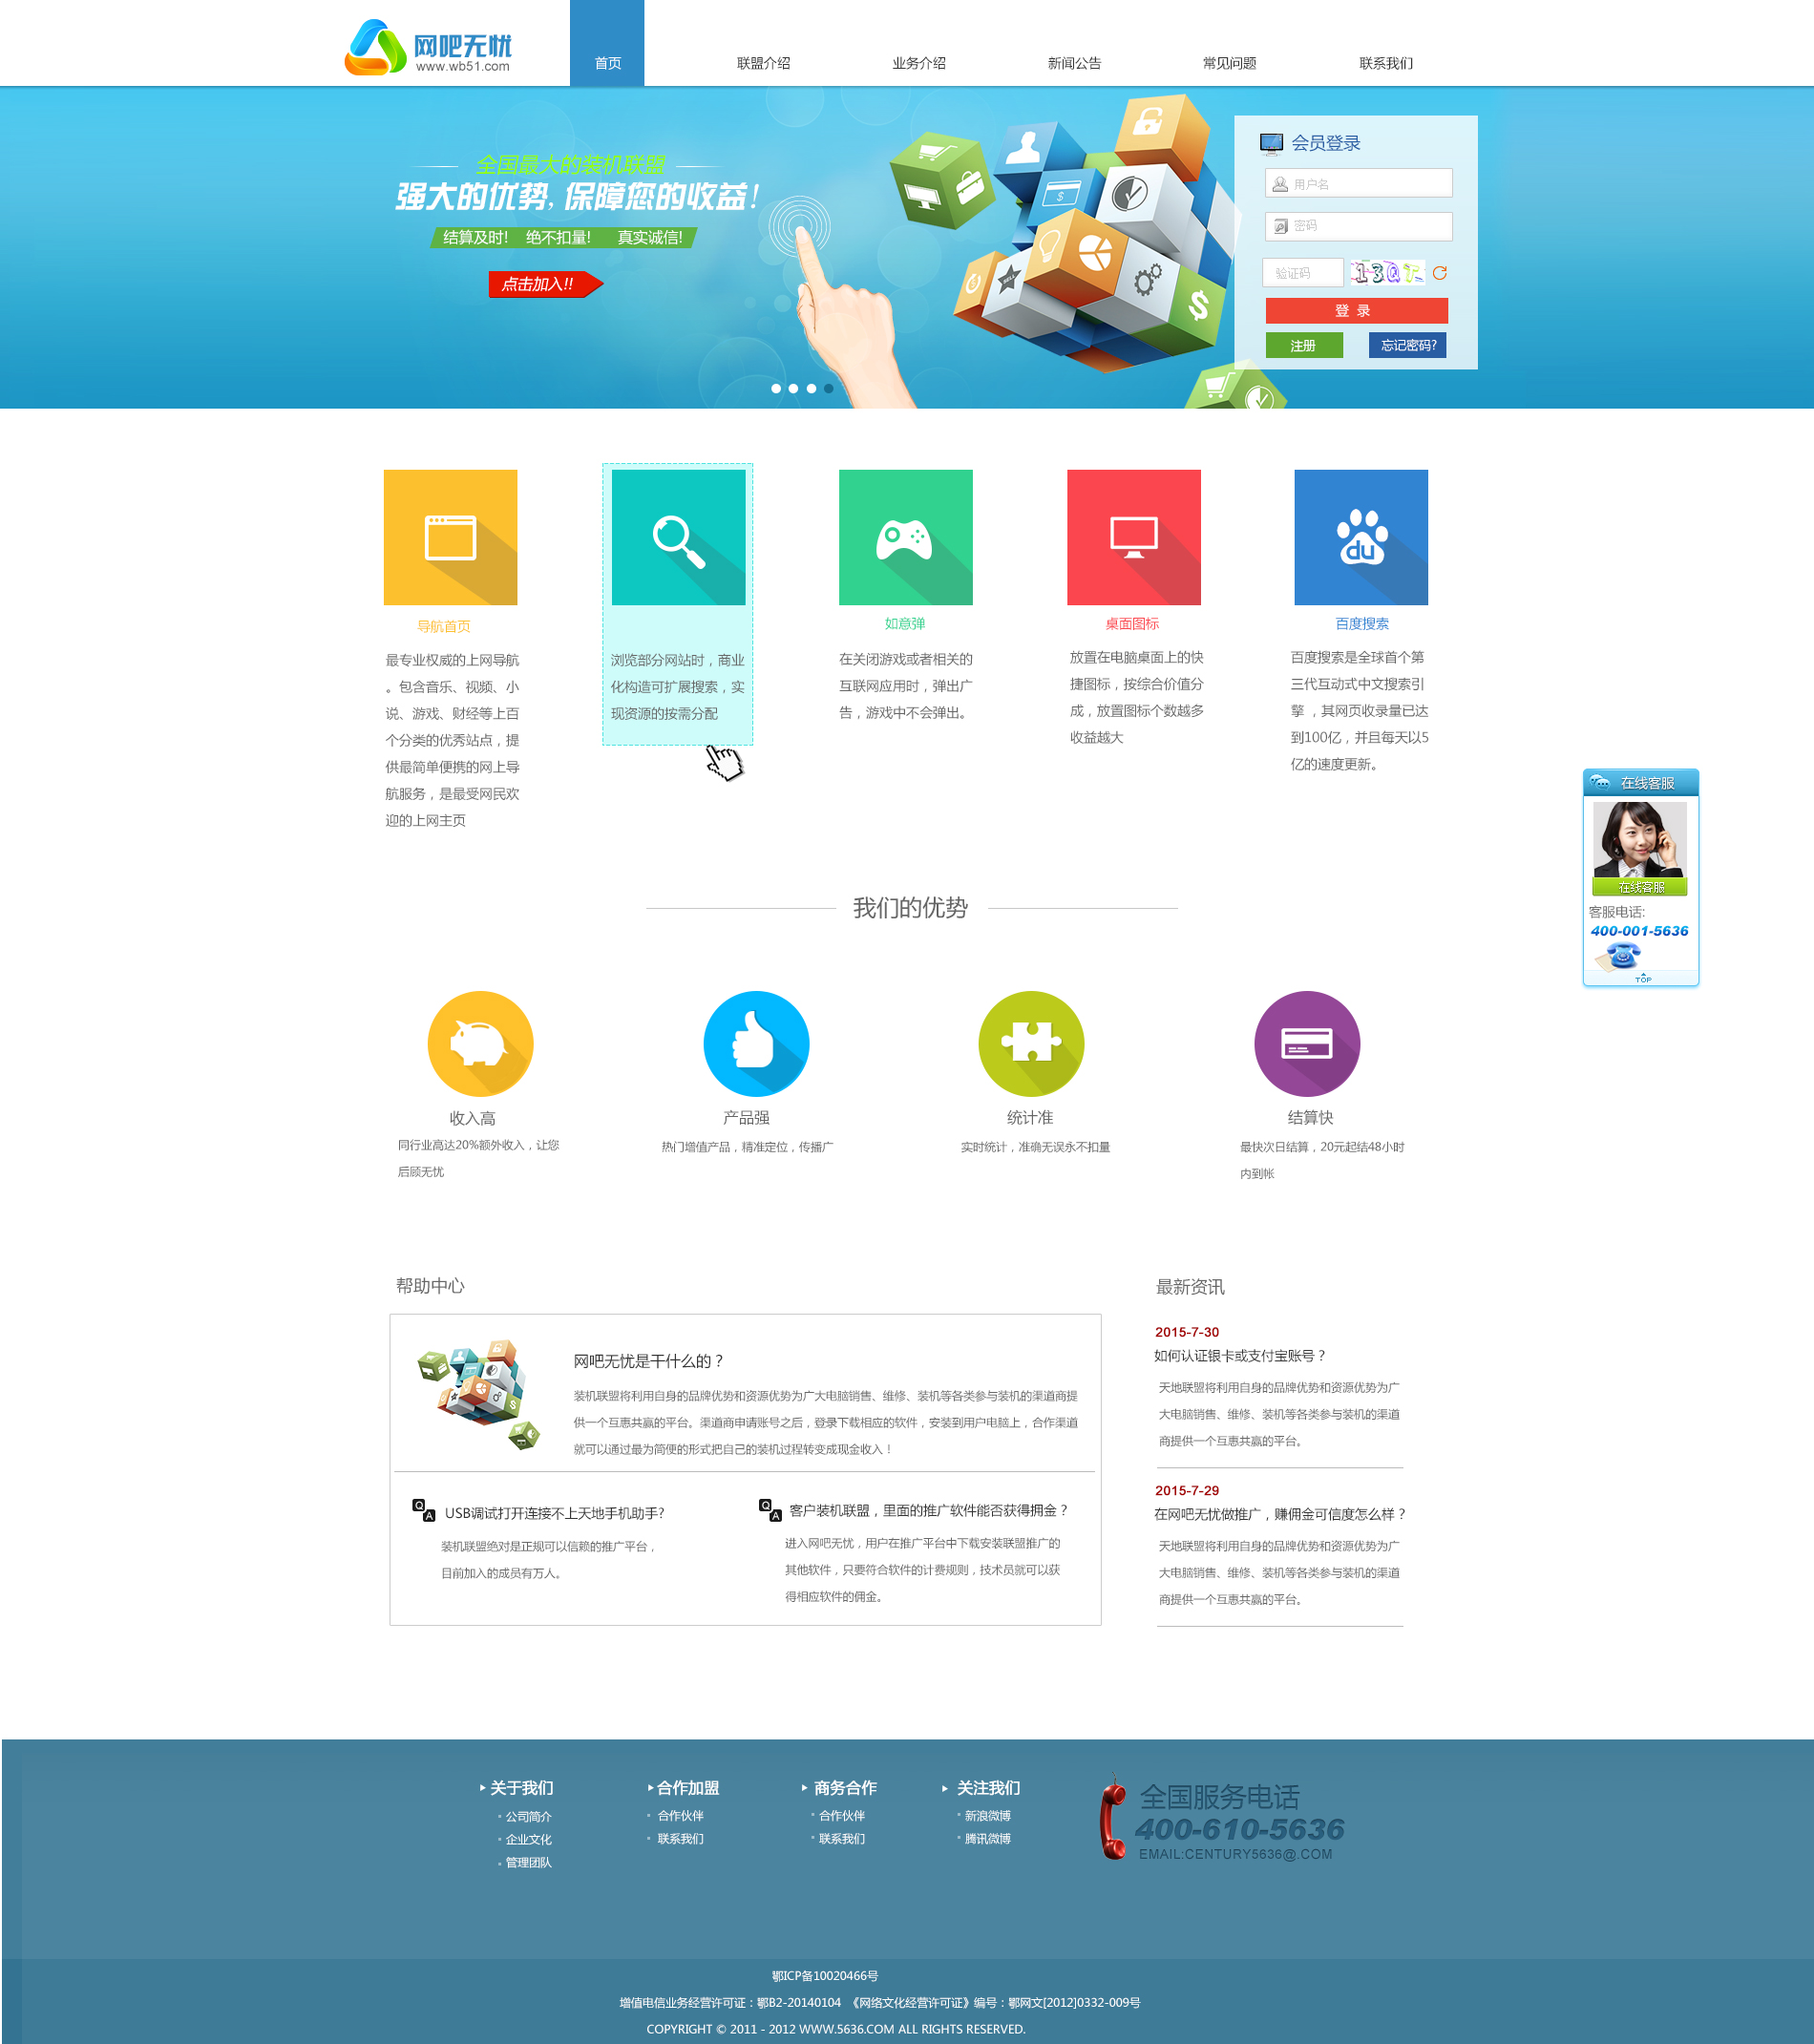 网吧无忧
www.wb51.com
首页
联盟介绍
业务介绍
新闻公告
常见问题
联系我们
全国最大的装机联盟
强大的优势,保障您的收益!
结算及时! 绝不扣量! 真实诚信!
点击加入!!
会员登录
用户名
密码
验证码
13QT
登 录
注册
忘记密码?
导航首页
最专业权威的上网导航
。包含音乐、视频、小
说、游戏、财经等上百
个分类的优秀站点，提
供最简单便携的网上导
航服务，是最受网民欢
迎的上网主页
浏览部分网站时，商业
化构造可扩展搜索，实
现资源的按需分配
如意弹
在关闭游戏或者相关的
互联网应用时，弹出广
告，游戏中不会弹出。
桌面图标
放置在电脑桌面上的快
捷图标，按综合价值分
成，放置图标个数越多
收益越大
du
百度搜索
百度搜索是全球首个第
三代互动式中文搜索引
擎 ，其网页收录量已达
到100亿，并且每天以5
亿的速度更新。
在线客服
在线客服
客服电话:
400-001-5636
TOP
我们的优势
收入高
同行业高达20%额外收入，让您
后顾无忧
产品强
热门增值产品，精准定位，传播广
统计准
实时统计，准确无误永不扣量
结算快
最快次日结算，20元起结48小时
内到帐
帮助中心
网吧无忧是干什么的？
装机联盟将利用自身的品牌优势和资源优势为广大电脑销售、维修、装机等各类参与装机的渠道商提
供一个互惠共赢的平台。渠道商申请账号之后，登录下载相应的软件，安装到用户电脑上，合作渠道
就可以通过最为简便的形式把自己的装机过程转变成现金收入！
QA USB调试打开连接不上天地手机助手?
装机联盟绝对是正规可以信赖的推广平台，
目前加入的成员有万人。
QA 客户装机联盟，里面的推广软件能否获得拥金？
进入网吧无忧，用户在推广平台中下载安装联盟推广的
其他软件，只要符合软件的计费规则，技术员就可以获
得相应软件的佣金。
最新资讯
2015-7-30
如何认证银卡或支付宝账号？
天地联盟将利用自身的品牌优势和资源优势为广
大电脑销售、维修、装机等各类参与装机的渠道
商提供一个互惠共赢的平台。
2015-7-29
在网吧无忧做推广，赚佣金可信度怎么样？
天地联盟将利用自身的品牌优势和资源优势为广
大电脑销售、维修、装机等各类参与装机的渠道
商提供一个互惠共赢的平台。
关于我们
公司简介
企业文化
管理团队
合作加盟
合作伙伴
联系我们
商务合作
合作伙伴
联系我们
关注我们
新浪微博
腾讯微博
全国服务电话
400-610-5636
EMAIL:CENTURY5636@.COM
鄂ICP备10020466号
增值电信业务经营许可证：鄂B2-20140104 《网络文化经营许可证》编号：鄂网文[2012]0332-009号
COPYRIGHT © 2011 - 2012 WWW.5636.COM ALL RIGHTS RESERVED.